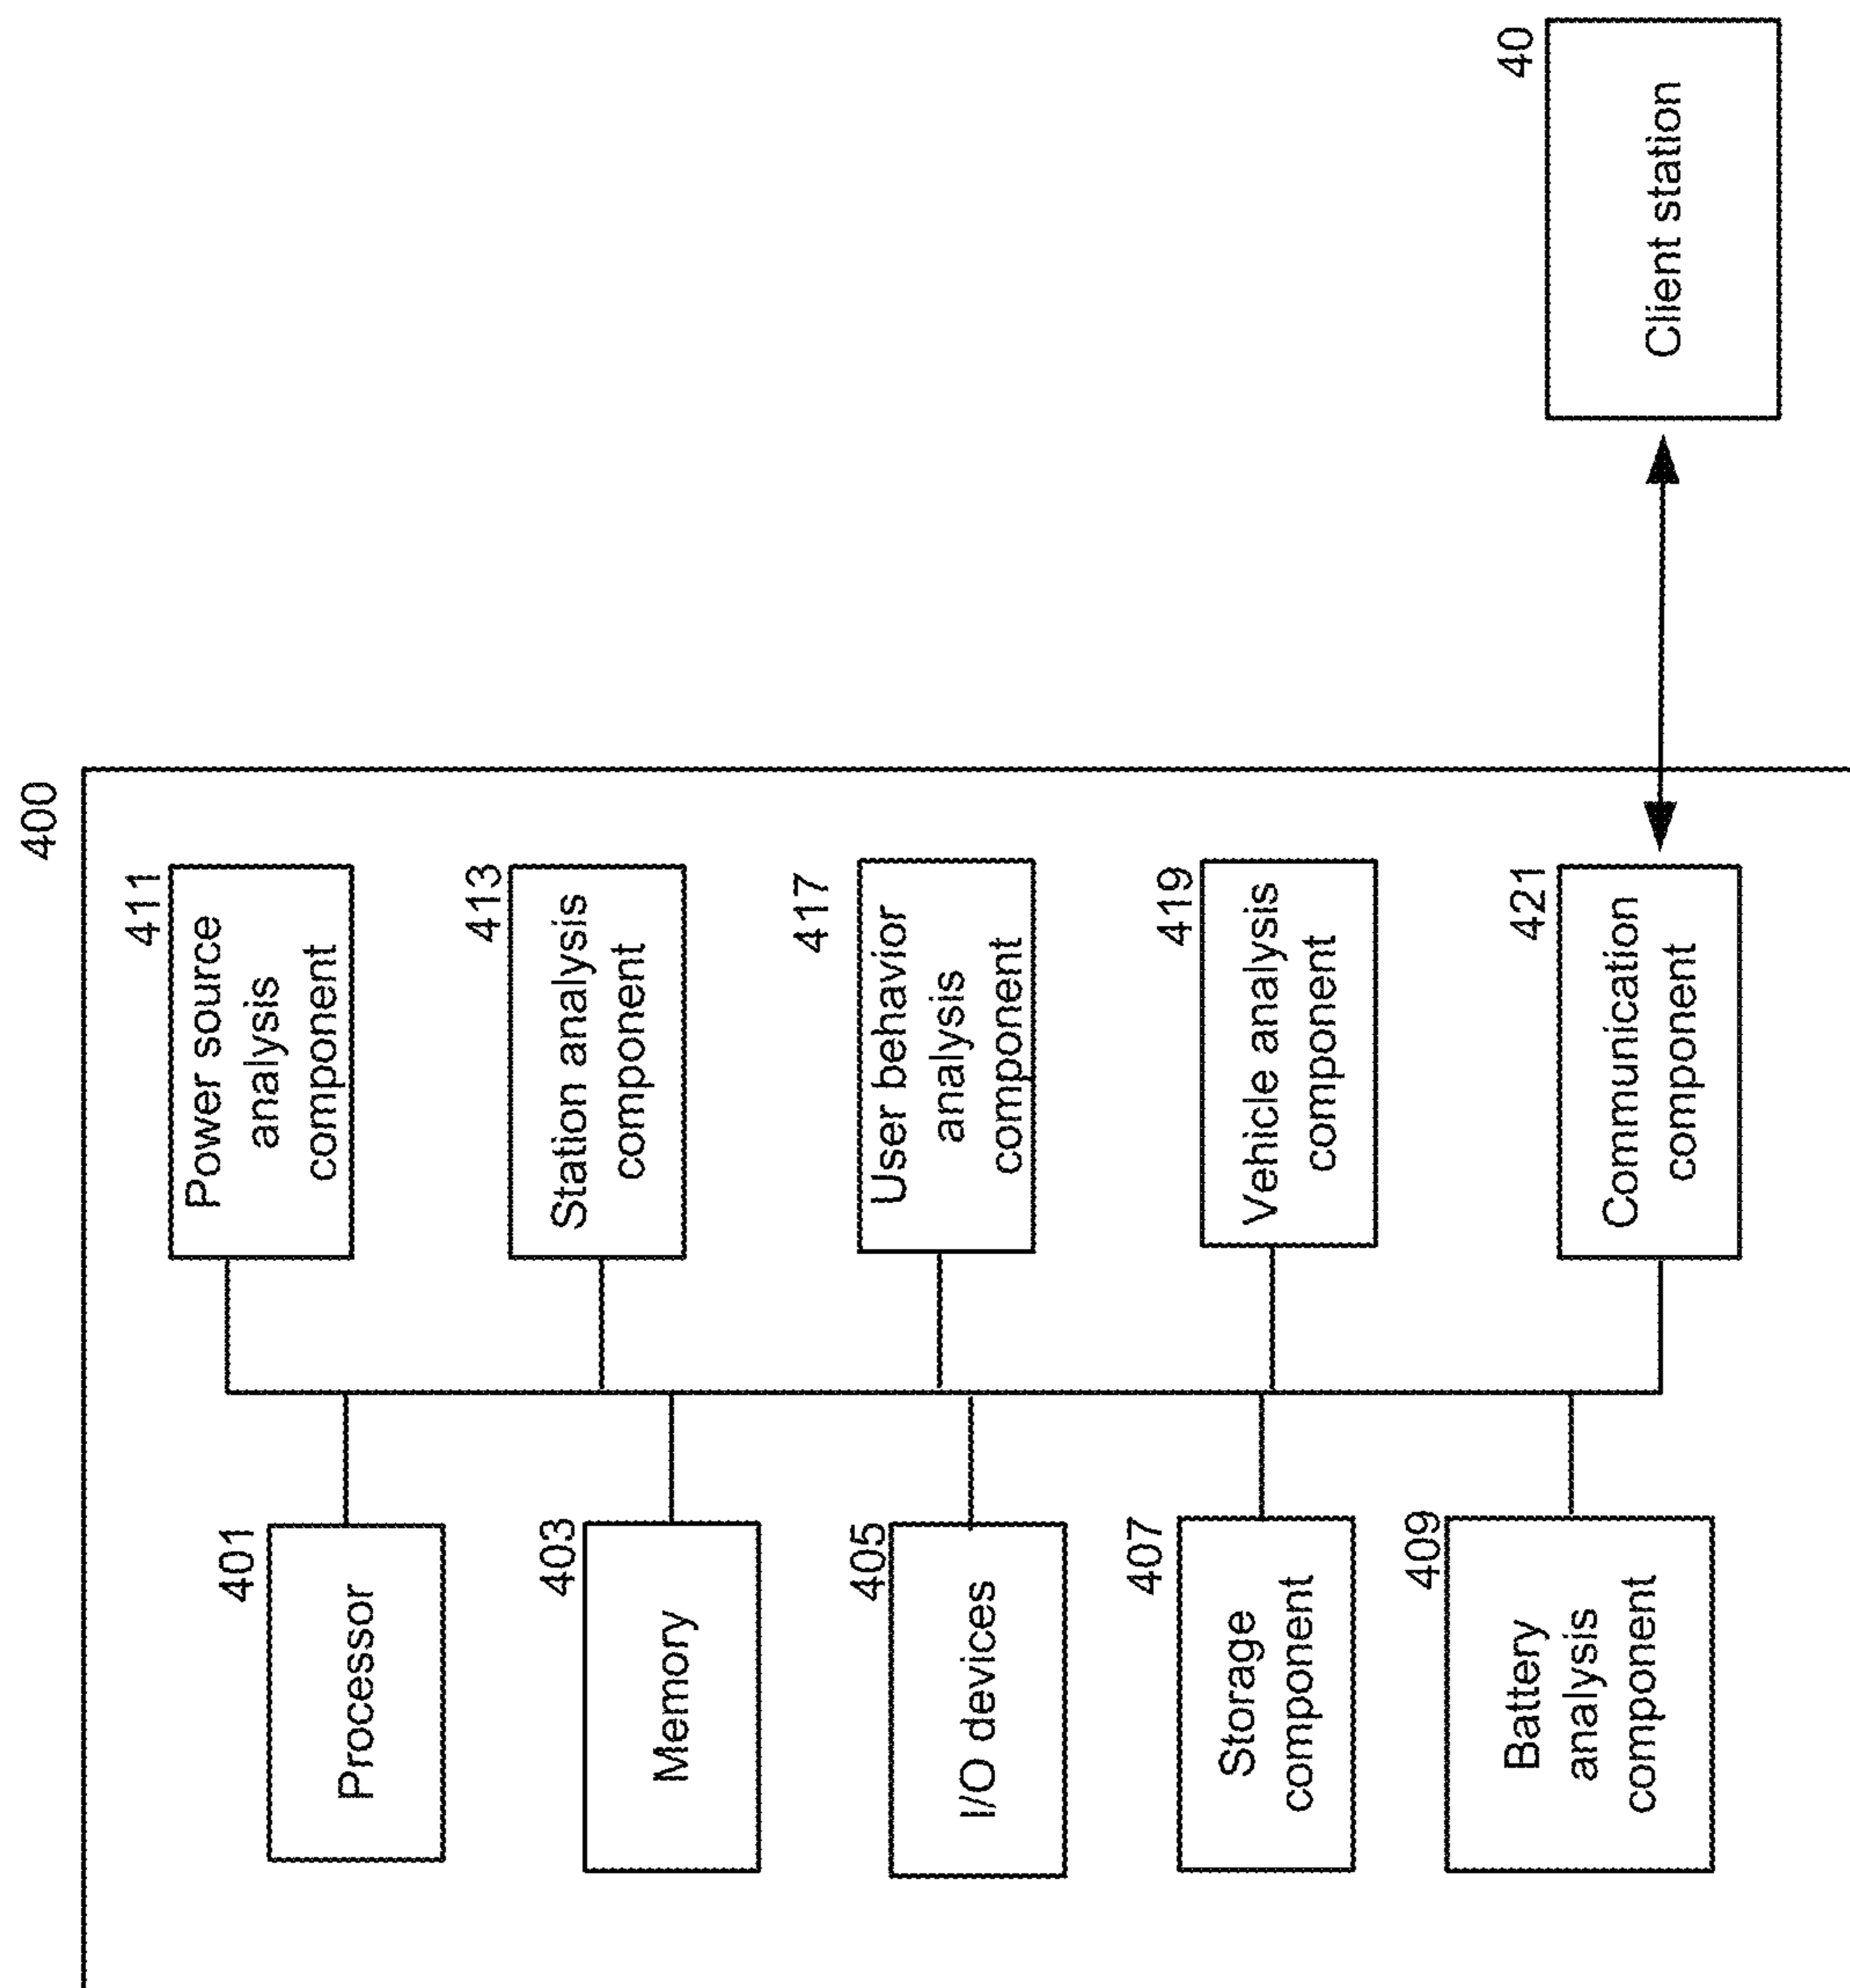 400
401
Processor
403
Memory
405
I/O devices
407
Storage
component
409
Battery
analysis
component
411
Power source
analysis
component
413
Station analysis
component
417
User behavior
analysis
component
419
Vehicle analysis
component
421
Communication
component
40
Client station